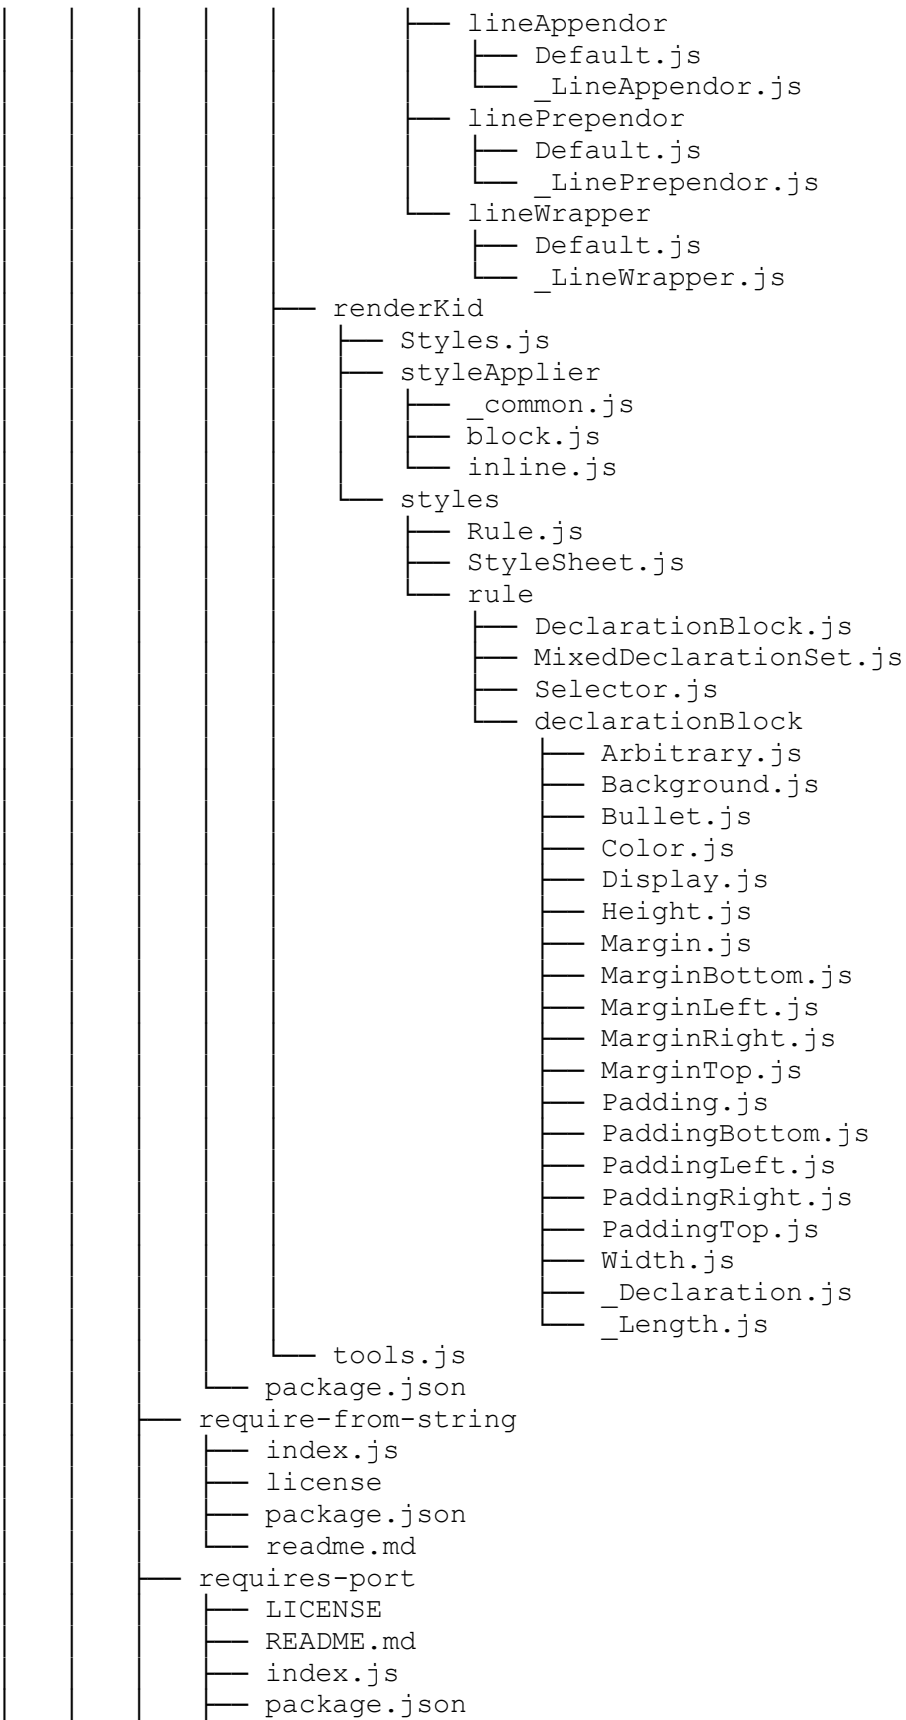 │   │   │   │   │       ├── lineAppendor
│   │   │   │   │       │   ├── Default.js
│   │   │   │   │       │   └── _LineAppendor.js
│   │   │   │   │       ├── linePrependor
│   │   │   │   │       │   ├── Default.js
│   │   │   │   │       │   └── _LinePrependor.js
│   │   │   │   │       └── lineWrapper
│   │   │   │   │           ├── Default.js
│   │   │   │   │           └── _LineWrapper.js
│   │   │   │   ├── renderKid
│   │   │   │   │   ├── Styles.js
│   │   │   │   │   ├── styleApplier
│   │   │   │   │   │   ├── _common.js
│   │   │   │   │   │   ├── block.js
│   │   │   │   │   │   └── inline.js
│   │   │   │   │   └── styles
│   │   │   │   │       ├── Rule.js
│   │   │   │   │       ├── StyleSheet.js
│   │   │   │   │       └── rule
│   │   │   │   │           ├── DeclarationBlock.js
│   │   │   │   │           ├── MixedDeclarationSet.js
│   │   │   │   │           ├── Selector.js
│   │   │   │   │           └── declarationBlock
│   │   │   │   │               ├── Arbitrary.js
│   │   │   │   │               ├── Background.js
│   │   │   │   │               ├── Bullet.js
│   │   │   │   │               ├── Color.js
│   │   │   │   │               ├── Display.js
│   │   │   │   │               ├── Height.js
│   │   │   │   │               ├── Margin.js
│   │   │   │   │               ├── MarginBottom.js
│   │   │   │   │               ├── MarginLeft.js
│   │   │   │   │               ├── MarginRight.js
│   │   │   │   │               ├── MarginTop.js
│   │   │   │   │               ├── Padding.js
│   │   │   │   │               ├── PaddingBottom.js
│   │   │   │   │               ├── PaddingLeft.js
│   │   │   │   │               ├── PaddingRight.js
│   │   │   │   │               ├── PaddingTop.js
│   │   │   │   │               ├── Width.js
│   │   │   │   │               ├── _Declaration.js
│   │   │   │   │               └── _Length.js
│   │   │   │   └── tools.js
│   │   │   └── package.json
│   │   ├── require-from-string
│   │   │   ├── index.js
│   │   │   ├── license
│   │   │   ├── package.json
│   │   │   └── readme.md
│   │   ├── requires-port
│   │   │   ├── LICENSE
│   │   │   ├── README.md
│   │   │   ├── index.js
│   │   │   ├── package.json